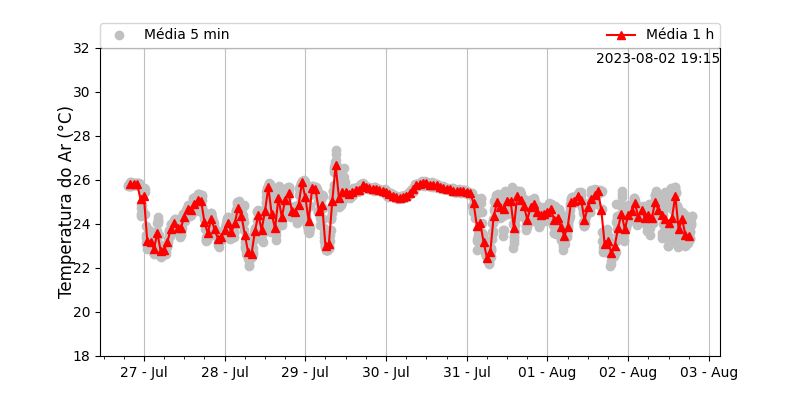 Média 5 min
Média 1 h
2023-08-02 19:15
Temperatura do Ar (°C)
32
30
28
26
24
22
20
18
27 - Jul
28 - Jul
29 - Jul
30 - Jul
31 - Jul
01 - Aug
02 - Aug
03 - Aug